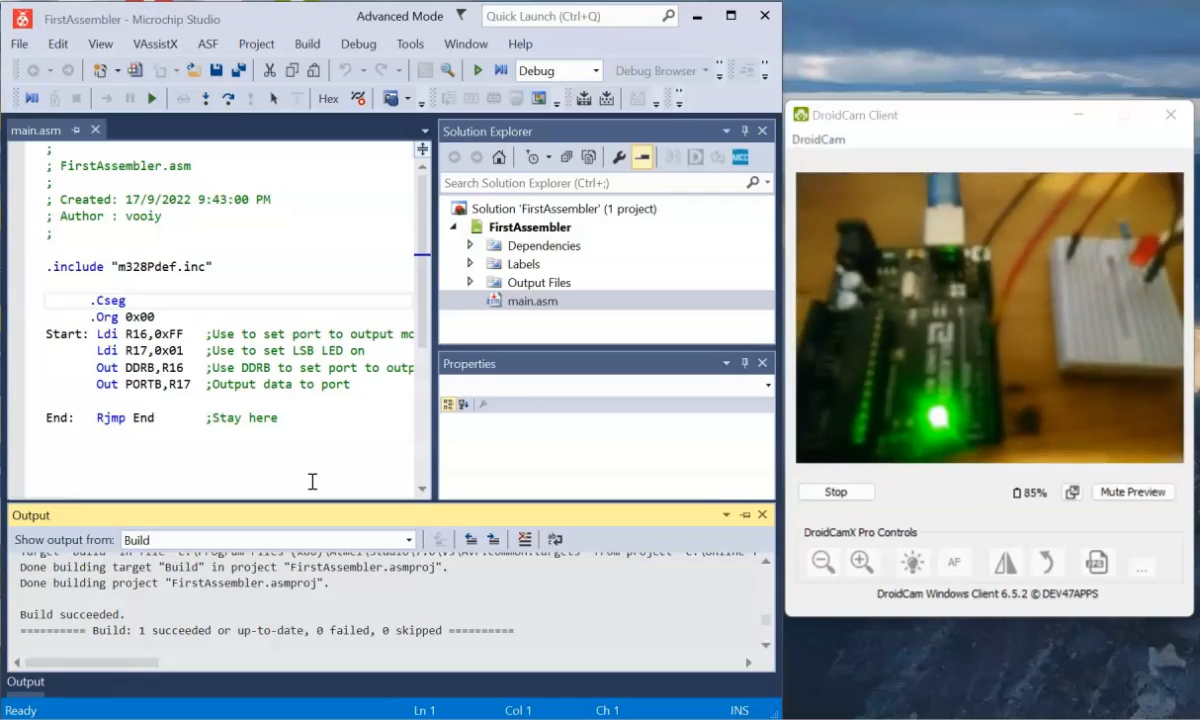 FirstAssembler - Microchip Studio
Advanced Mode
Quick Launch (Ctrl+Q)
File Edit View VAssistX ASF Project Build Debug Tools Window Help
Debug
Debug Browser
Hex
main.asm
;
; FirstAssembler.asm
;
; Created: 17/9/2022 9:43:00 PM
; Author : vooiy
;
.include "m328Pdef.inc"
.Cseg
.Org 0x00
Start: Ldi R16,0xFF ;Use to set port to output mo
Ldi R17,0x01 ;Use to set LSB LED on
Out DDRB,R16 ;Use DDRB to set port to outp
Out PORTB,R17 ;Output data to port
End: Rjmp End ;Stay here
Solution Explorer
Search Solution Explorer (Ctrl+;)
Solution 'FirstAssembler' (1 project)
FirstAssembler
Dependencies
Labels
Output Files
main.asm
Properties
Output
Show output from: Build
Done building target "Build" in project "FirstAssembler.asmproj".
Done building project "FirstAssembler.asmproj".
Build succeeded.
========== Build: 1 succeeded or up-to-date, 0 failed, 0 skipped ==========
Output
Ready
Ln 1
Col 1
Ch 1
INS
DroidCam Client
DroidCam
Stop
85%
Mute Preview
DroidCamX Pro Controls
AF
...
DroidCam Windows Client 6.5.2 © DEV47APPS